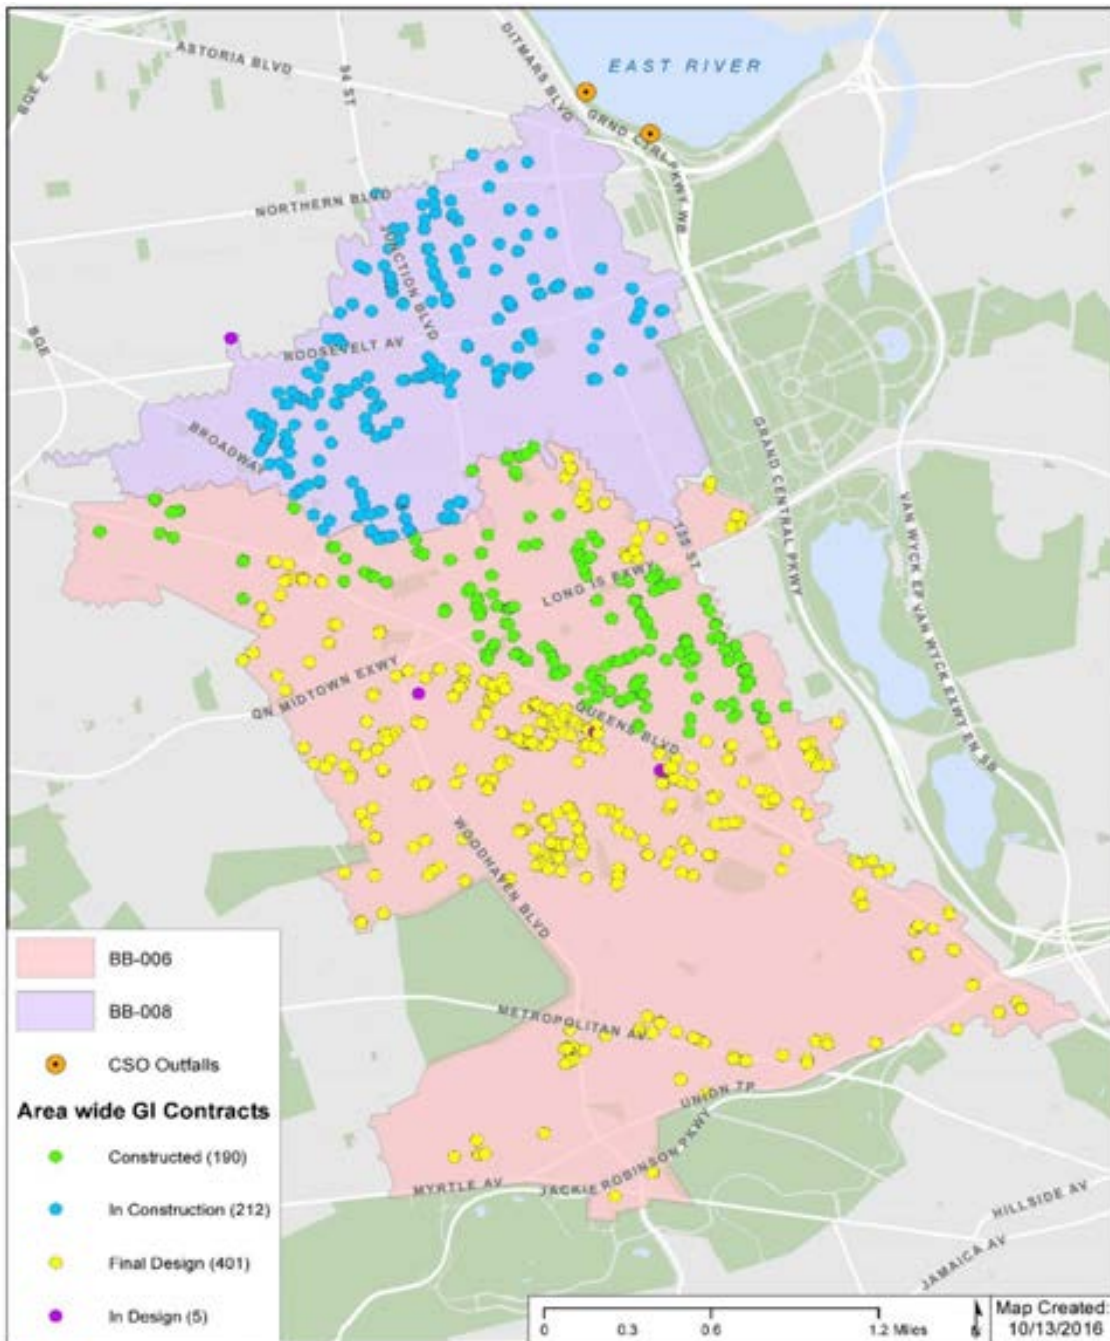 ASTORIA BLVD
BQE E
94 ST
DITMARS BLVD
EAST RIVER
GRND CTRL PKWY WB
NORTHERN BLVD
JUNCTION BLVD
BQE
ROOSEVELT AV
BROADWAY
GRAND CENTRAL PKWY
VAN WYCK EP VAN WYCK EXWY EN SB
108 ST
LONG IS EXWY
QN MIDTOWN EXWY
QUEENS BLVD
WOODHAVEN BLVD
METROPOLITAN AV
UNION TP
JACKIE ROBINSON PKWY
MYRTLE AV
HILLSIDE AV
JAMAICA AV
BB-006
BB-008
CSO Outfalls
Area wide GI Contracts
Constructed (190)
In Construction (212)
Final Design (401)
In Design (5)
0 0.3 0.6 1.2 Miles
Map Created:
10/13/2016